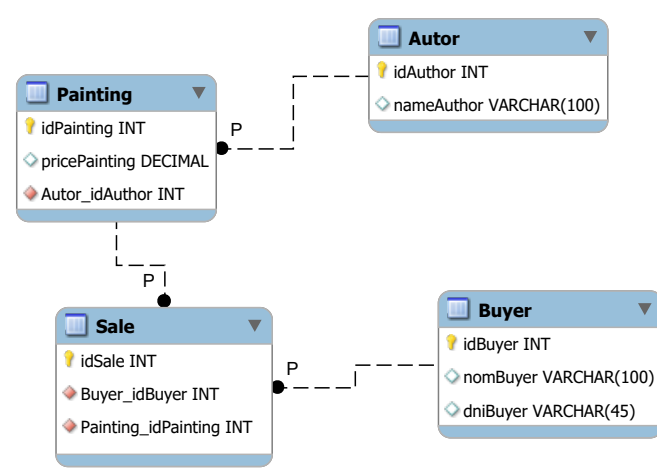 Autor
idAuthor INT
nameAuthor VARCHAR(100)
Painting
idPainting INT
pricePainting DECIMAL
Autor_idAuthor INT
P
P
Sale
idSale INT
Buyer_idBuyer INT
Painting_idPainting INT
P
Buyer
idBuyer INT
nomBuyer VARCHAR(100)
dniBuyer VARCHAR(45)